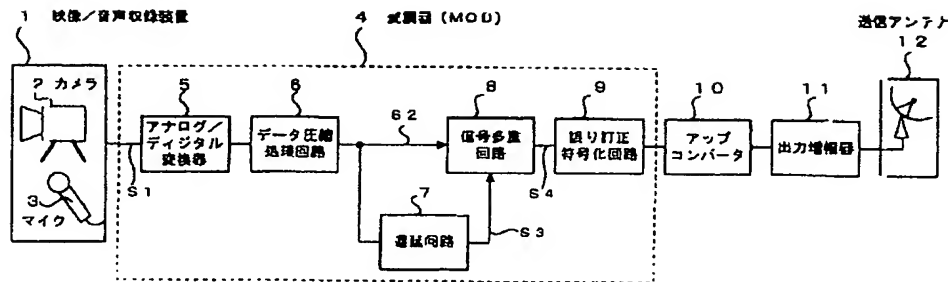 1 映像/音声収録装置
2 カメラ
3
マイク
S1
4 変調器(MOD)
5
アナログ/
ディジタル
変換器
6
データ圧縮
処理回路
S2
7
遅延回路
S3
8
信号多重
回路
S4
9
誤り訂正
符号化回路
10
アップ
コンバータ
11
出力増幅器
送信アンテナ
12